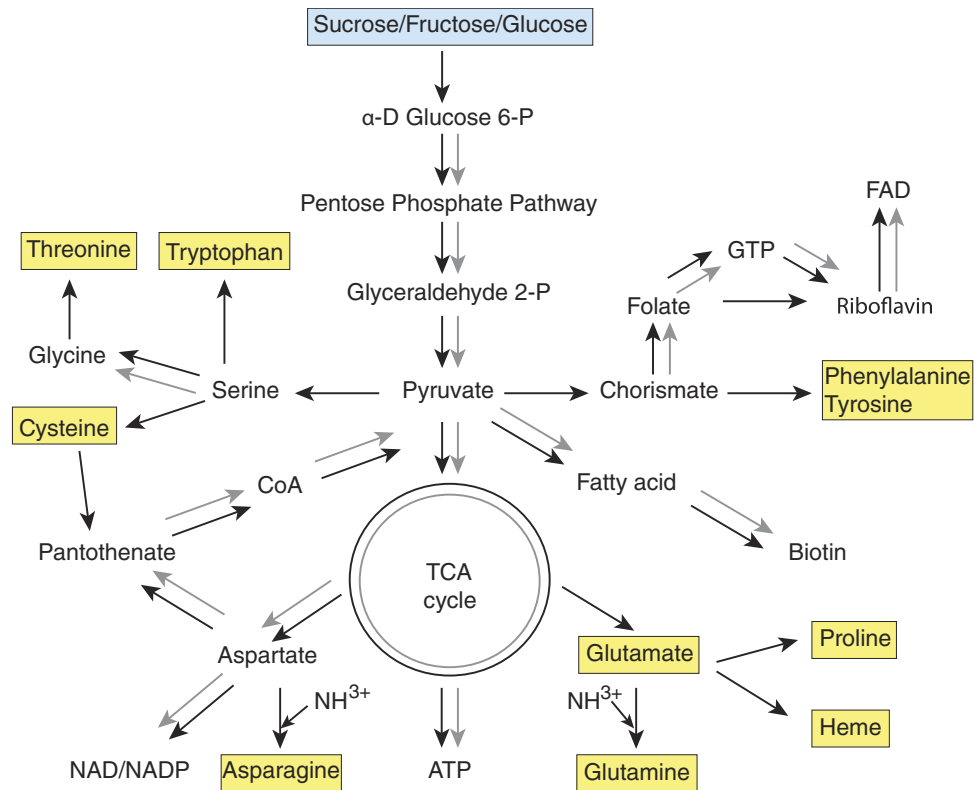 Sucrose/Fructose/Glucose
α-D Glucose 6-P
Pentose Phosphate Pathway
FAD
Threonine
Tryptophan
GTP
Glyceraldehyde 2-P
Folate
Riboflavin
Glycine
Serine
Pyruvate
Chorismate
Phenylalanine
Tyrosine
Cysteine
CoA
Fatty acid
Pantothenate
Biotin
TCA
cycle
Aspartate
Glutamate
Proline
NH3+
NH3+
Heme
NAD/NADP
Asparagine
ATP
Glutamine